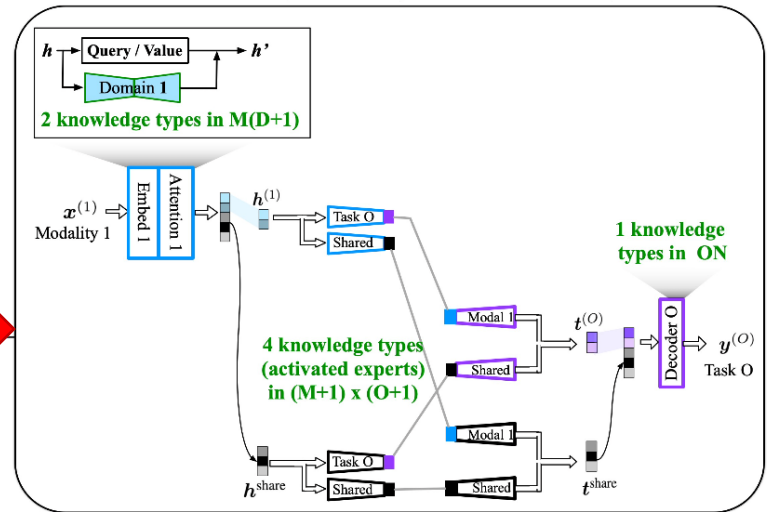 h
Query / Value
h'
Domain 1
2 knowledge types in M(D+1)
x(1)
Modality 1
Embed 1
Attention 1
h(1)
Task O
Shared
1 knowledge
types in ON
4 knowledge types
(activated experts)
in (M+1) x (O+1)
Modal 1
Shared
t(O)
Decoder O
y(O)
Task O
hshare
Task O
Shared
Modal 1
Shared
tshare